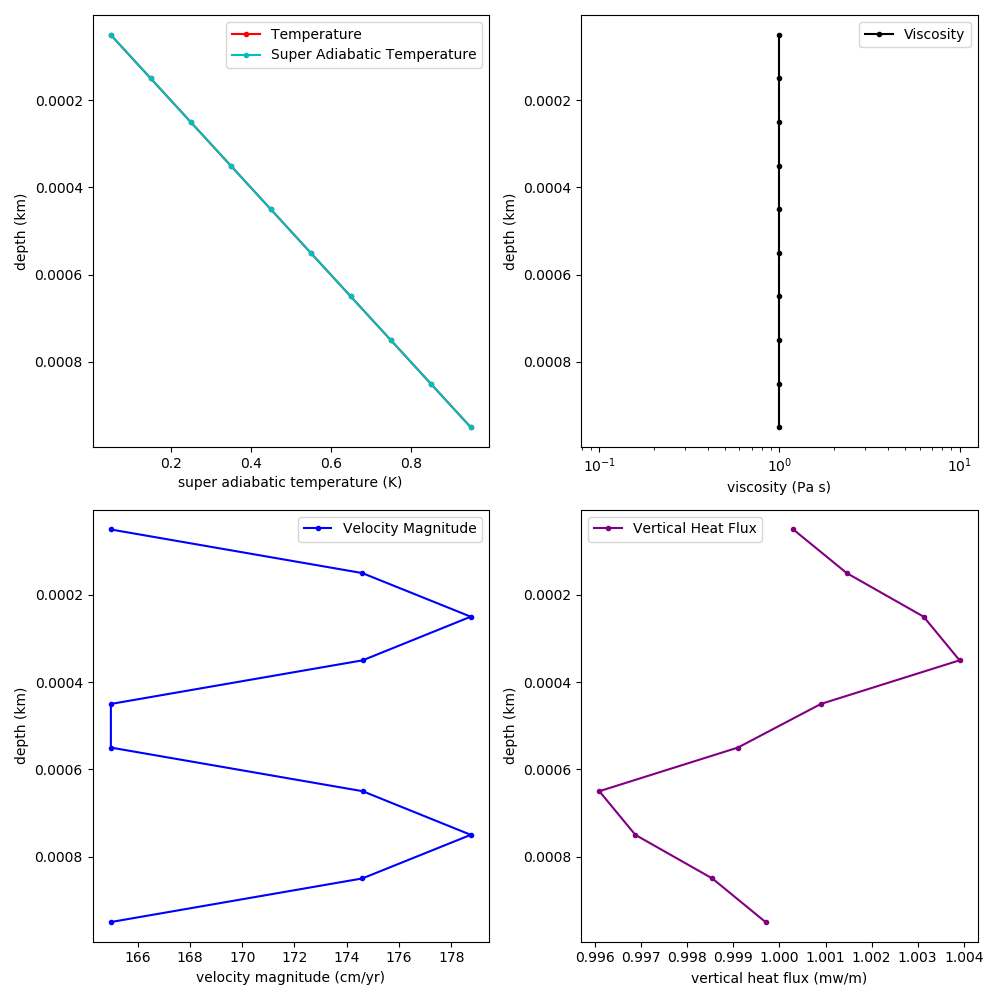 Temperature
Super Adiabatic Temperature
0.0002
0.0004
0.0006
0.0008
depth (km)
0.2 0.4 0.6 0.8
super adiabatic temperature (K)
Viscosity
0.0002
0.0004
0.0006
0.0008
depth (km)
10⁻¹ 10⁰ 10¹
viscosity (Pa s)
Velocity Magnitude
0.0002
0.0004
0.0006
0.0008
depth (km)
166 168 170 172 174 176 178
velocity magnitude (cm/yr)
Vertical Heat Flux
0.0002
0.0004
0.0006
0.0008
depth (km)
0.996 0.997 0.998 0.999 1.000 1.001 1.002 1.003 1.004
vertical heat flux (mw/m)